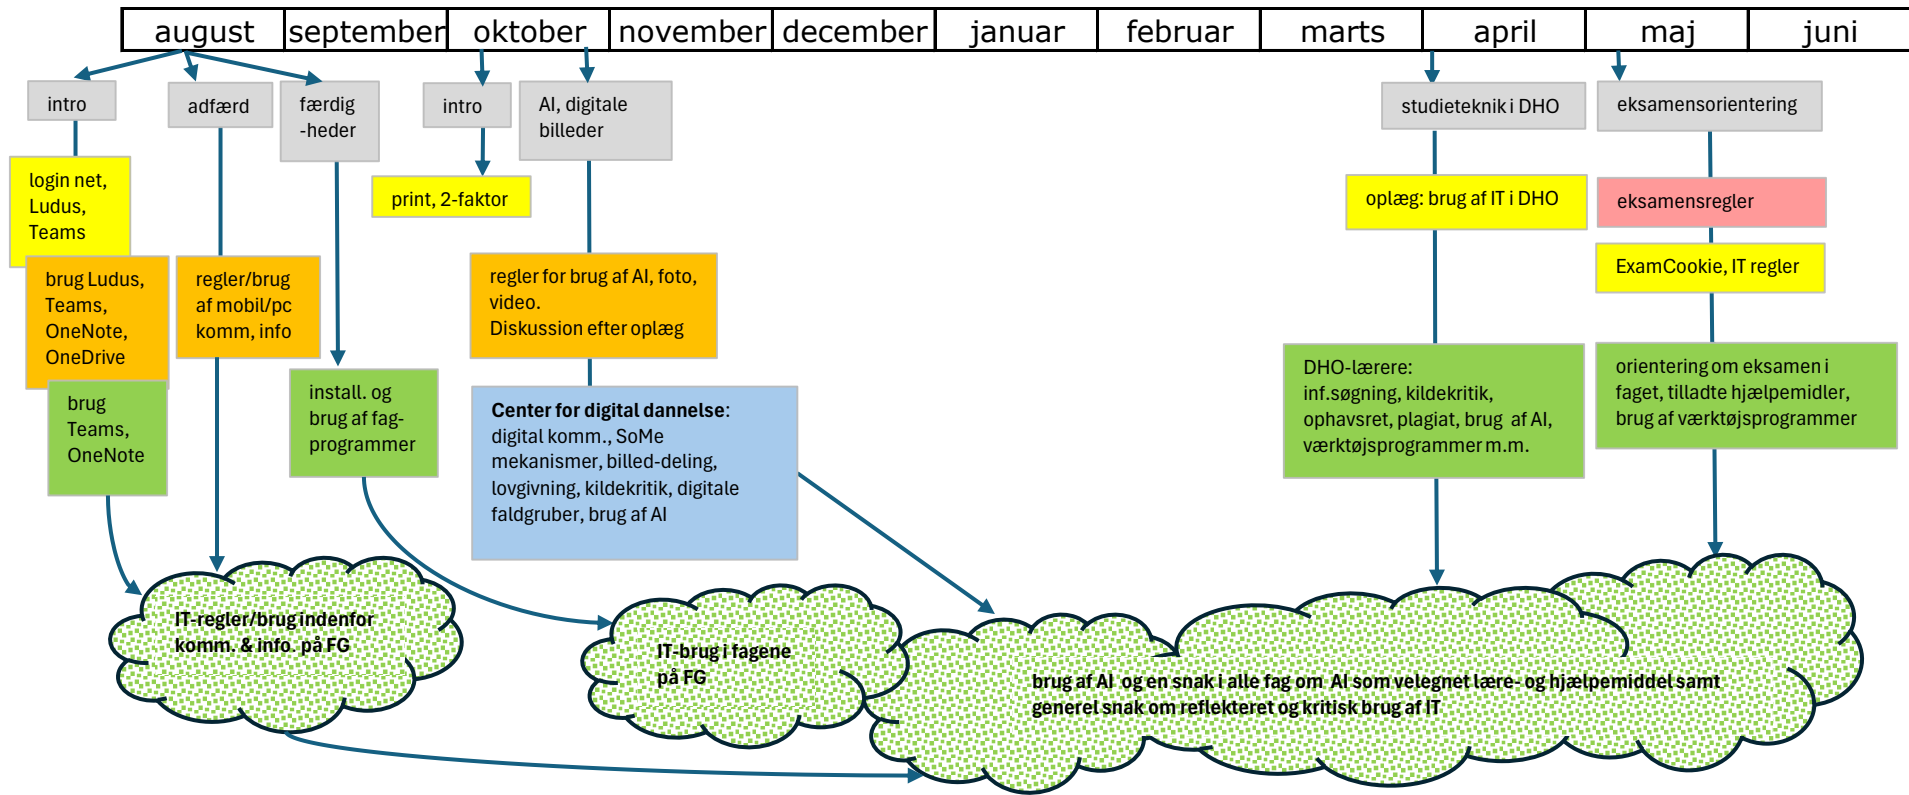 august september oktober november december januar februar marts april maj juni
intro
adfærd
færdig
-heder
intro
AI, digitale
billeder
studieteknik i DHO
eksamensorientering
login net,
Ludus,
Teams
print, 2-faktor
oplæg: brug af IT i DHO
eksamensregler
ExamCookie, IT regler
brug Ludus,
Teams,
OneNote,
OneDrive
regler/brug
af mobil/pc
komm, info
regler for brug af AI, foto,
video.
Diskussion efter oplæg
brug
Teams,
OneNote
install. og
brug af fag-
programmer
Center for digital dannelse:
digital komm., SoMe
mekanismer, billed-deling,
lovgivning, kildekritik, digitale
faldgruber, brug af AI
DHO-lærere:
inf.søgning, kildekritik,
ophavsret, plagiat, brug af AI,
værktøjsprogrammer m.m.
orientering om eksamen i
faget, tilladte hjælpemidler,
brug af værktøjsprogrammer
IT-regler/brug indenfor
komm. & info. på FG
IT-brug i fagene
på FG
brug af AI og en snak i alle fag om AI som velegnet lære- og hjælpemiddel samt
generel snak om reflekteret og kritisk brug af IT